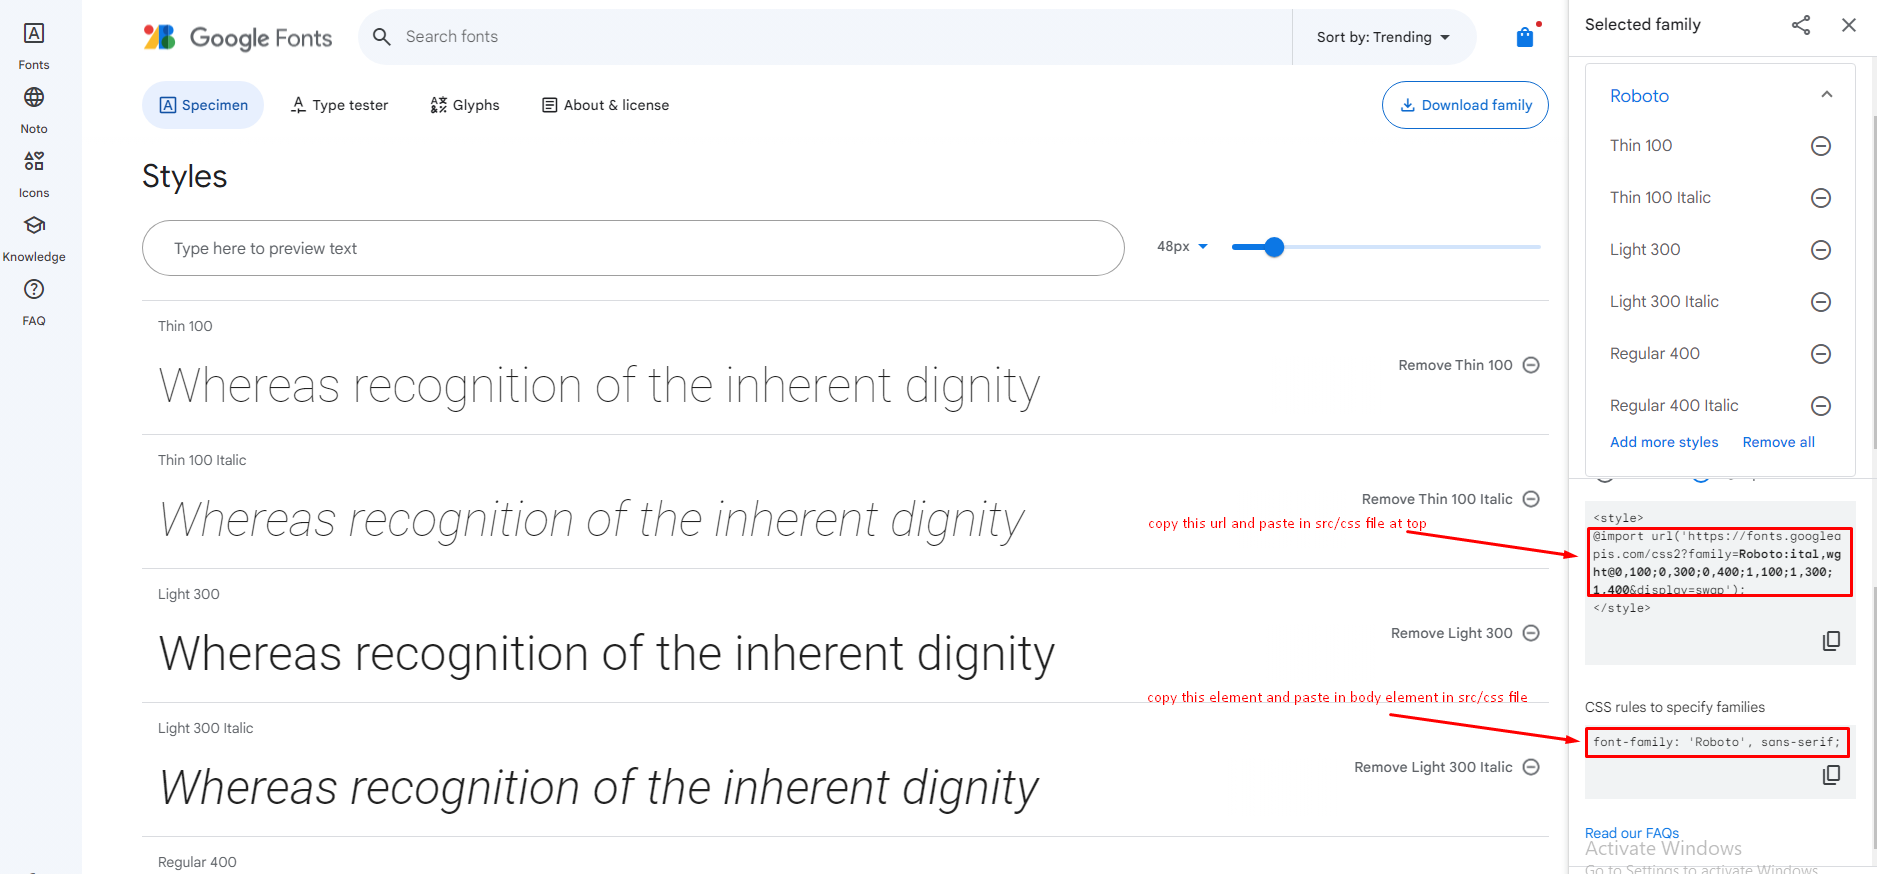 Fonts
Noto
Icons
Knowledge
FAQ
Google Fonts
Search fonts
Sort by: Trending
Specimen
Type tester
Glyphs
About & license
Download family
Styles
Type here to preview text
48px
Thin 100
Whereas recognition of the inherent dignity
Remove Thin 100
Thin 100 Italic
Whereas recognition of the inherent dignity
Remove Thin 100 Italic
copy this url and paste in src/css file at top
Light 300
Whereas recognition of the inherent dignity
Remove Light 300
copy this element and paste in body element in src/css file
Light 300 Italic
Whereas recognition of the inherent dignity
Remove Light 300 Italic
Regular 400
Selected family
Roboto
Thin 100
Thin 100 Italic
Light 300
Light 300 Italic
Regular 400
Regular 400 Italic
Add more styles
Remove all
<style>
@import url('https://fonts.googlea
pis.com/css2?family=Roboto:ital,wg
ht@0,100;0,300;0,400;1,100;1,300;
1,400&display=swap');
</style>
CSS rules to specify families
font-family: 'Roboto', sans-serif;
Read our FAQs
Activate Windows
Go to Settings to activate Windows.